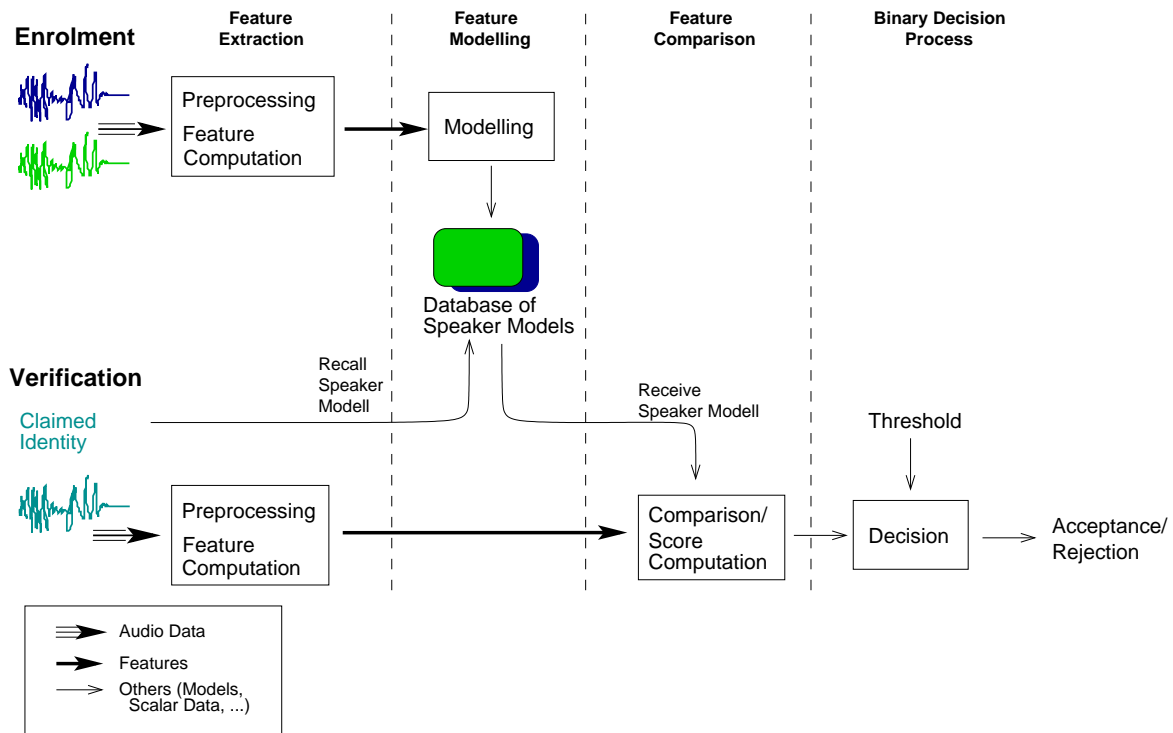 Feature
Extraction
Feature
Modelling
Feature
Comparison
Binary Decision
Process
Enrolment
Preprocessing
Feature
Computation
Modelling
Database of
Speaker Models
Verification
Recall
Speaker
Modell
Receive
Speaker Modell
Claimed
Identity
Threshold
Preprocessing
Feature
Computation
Comparison/
Score
Computation
Decision
Acceptance/
Rejection
Audio Data
Features
Others (Models,
Scalar Data, ...)